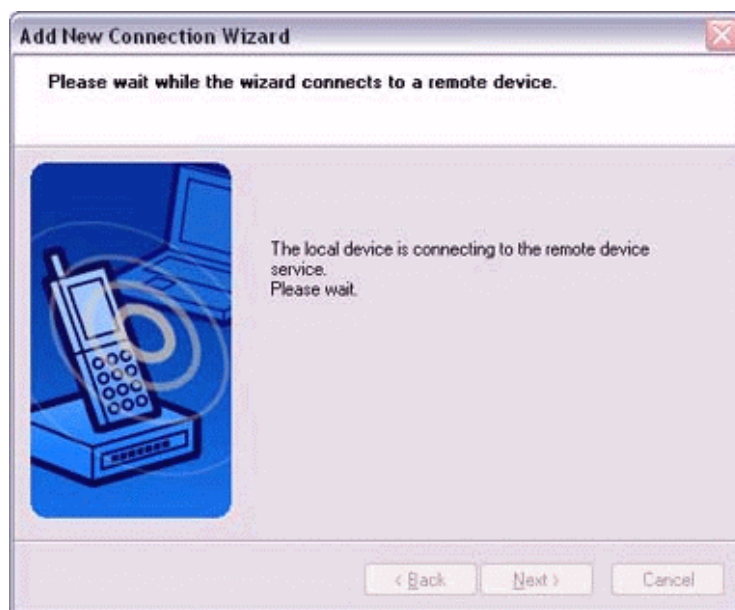 Add New Connection Wizard
Please wait while the wizard connects to a remote device.
The local device is connecting to the remote device
service.
Please wait.
< Back
Next >
Cancel